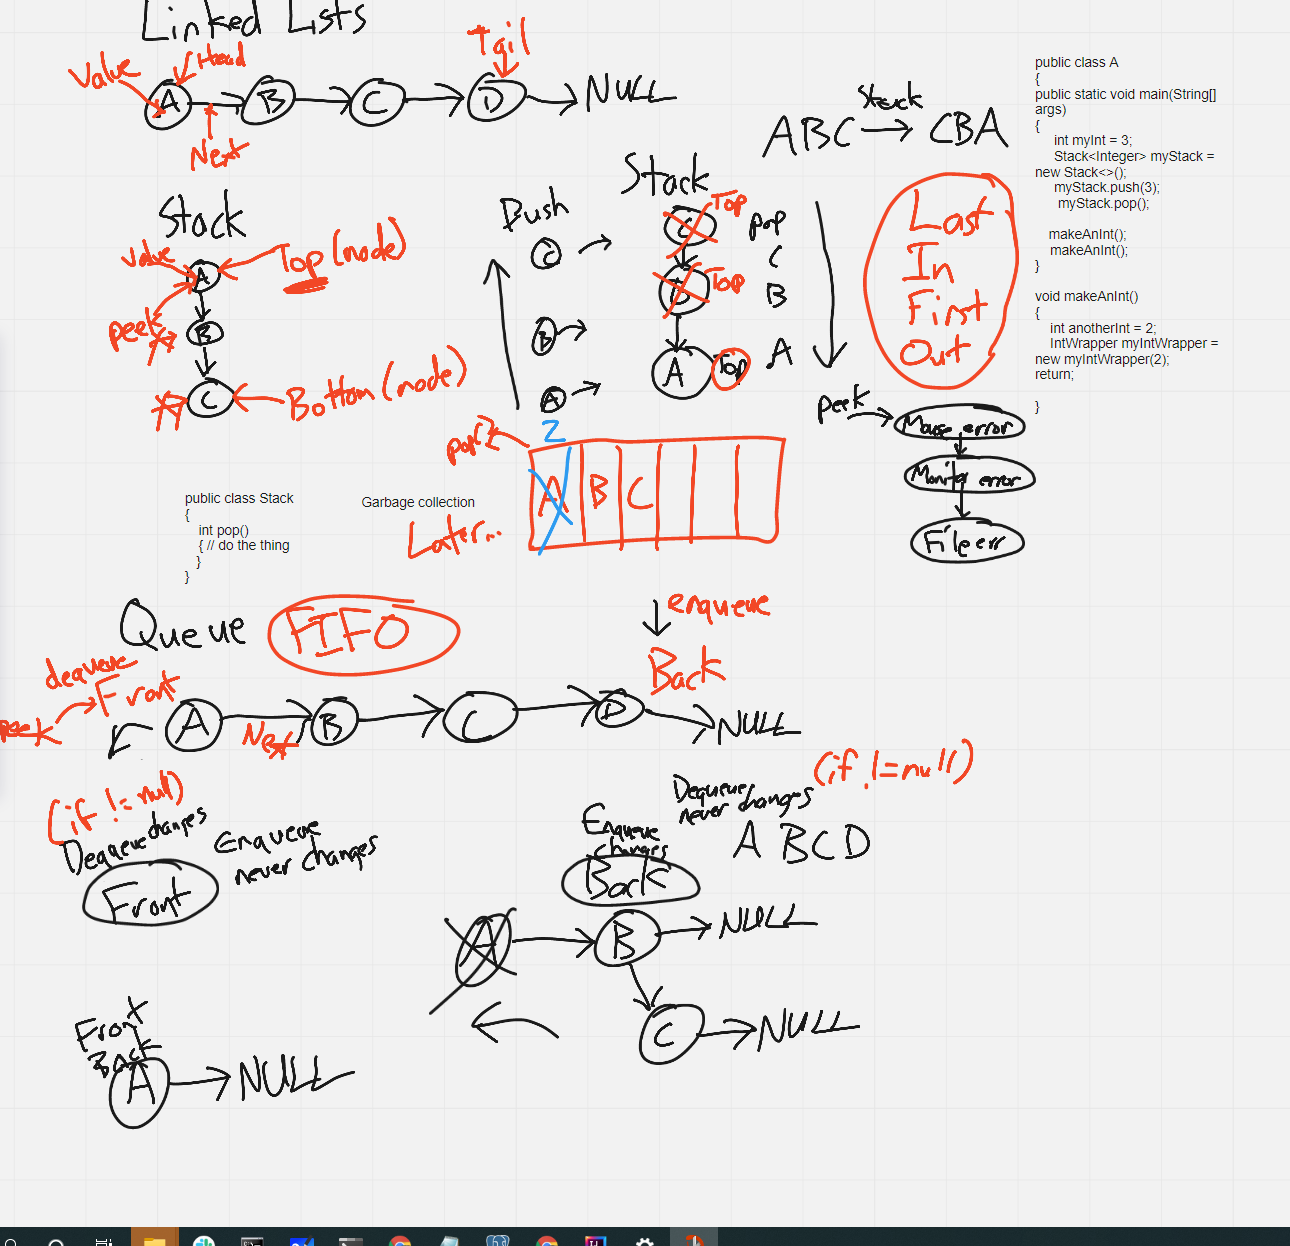 Linked Lists
Value
Head
Tail
A
B
C
D
NULL
Next
Stack
ABC
CBA
public class A
{
public static void main(String[]
args)
{
int myInt = 3;
Stack<Integer> myStack =
new Stack<>();
myStack.push(3);
myStack.pop();
makeAnInt();
makeAnInt();
}
void makeAnInt()
{
int anotherInt = 2;
IntWrapper myIntWrapper =
new myIntWrapper(2);
return;
}
Stack
Value
A
Top (node)
peek
B
C
Bottom (node)
Push
C
B
A
Stack
C
Top
Top
A
Top
pop
C
B
A
Last
In
First
Out
peek
Mouse error
Monitor error
File err
2
A
B
C
public class Stack
{
int pop()
{ // do the thing
}
}
Garbage collection
Later...
Queue
FIFO
enqueue
Back
dequeue
Front
peek
A
Next
B
C
D
NULL
(if != null)
Dequeue changes
Front
Enqueue
never changes
Enqueue
changes
Back
Dequeue
never changes
(if != null)
A B C D
A
B
NULL
C
NULL
Front
Back
A
NULL